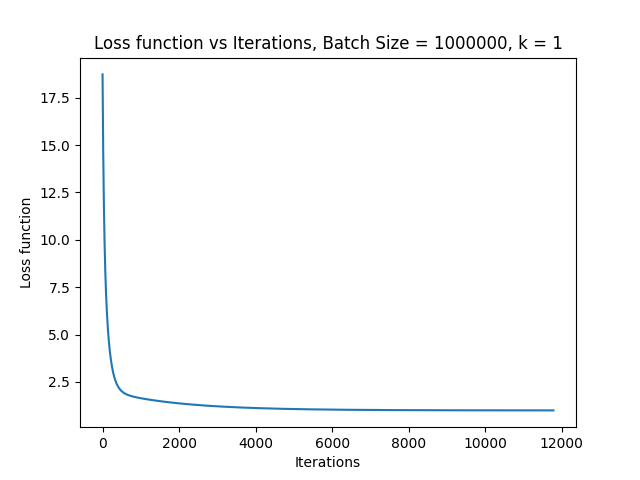 Loss function vs Iterations, Batch Size = 1000000, k = 1
17.5
15.0
12.5
10.0
7.5
5.0
2.5
Loss function
0 2000 4000 6000 8000 10000 12000
Iterations